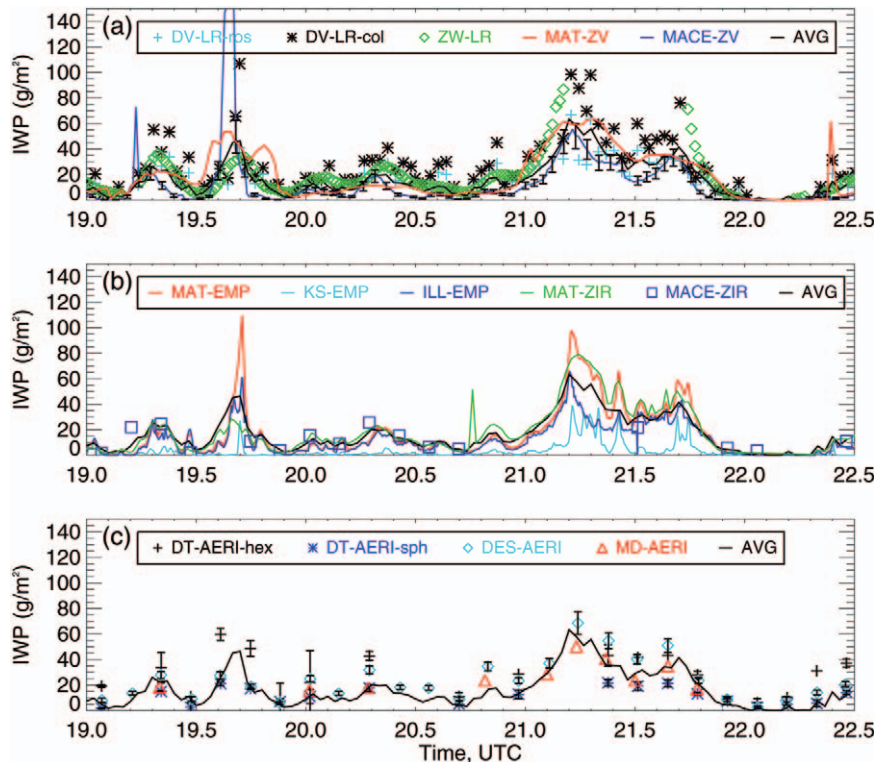 (a)
+ DV-LR-ros ✳ DV-LR-col ◇ ZW-LR — MAT-ZV — MACE-ZV — AVG
IWP (g/m²)
140
120
100
80
60
40
20
0
19.0 19.5 20.0 20.5 21.0 21.5 22.0 22.5
(b)
— MAT-EMP — KS-EMP — ILL-EMP — MAT-ZIR □ MACE-ZIR — AVG
IWP (g/m²)
140
120
100
80
60
40
20
0
19.0 19.5 20.0 20.5 21.0 21.5 22.0 22.5
(c)
+ DT-AERI-hex ✳ DT-AERI-sph ◇ DES-AERI △ MD-AERI — AVG
IWP (g/m²)
140
120
100
80
60
40
20
0
19.0 19.5 20.0 20.5 21.0 21.5 22.0 22.5
Time, UTC